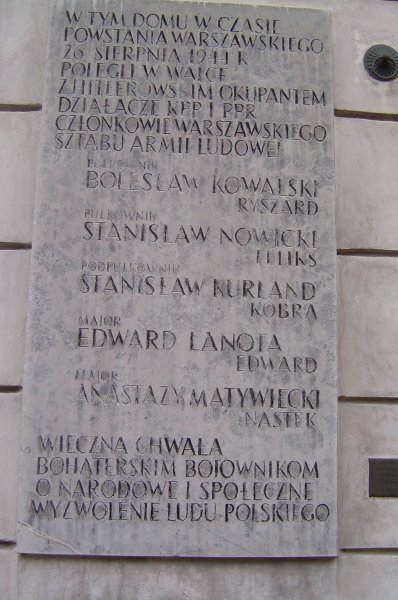 W TYM DOMU W CZASIE
POWSTANIA WARSZAWSKIEGO
26 SIERPNIA 1944 R
POLEGLI W WALCE
Z HITLEROWSKIM OKUPANTEM
DZIAŁACZE KPP I PPR
CZŁONKOWIE WARSZAWSKIEGO
SZTABU ARMII LUDOWEJ
PUŁKOWNIK
BOLESŁAW KOWALSKI
RYSZARD
PUŁKOWNIK
STANISŁAW NOWICKI
FELIKS
PODPUŁKOWNIK
STANISŁAW KURLAND
KOBRA
MAJOR
EDWARD LANOTA
EDWARD
MAJOR
ANASTAZY MATYWIECKI
NASTEK
WIECZNA CHWAŁA
BOHATERSKIM BOJOWNIKOM
O NARODOWE I SPOŁECZNE
WYZWOLENIE LUDU POLSKIEGO